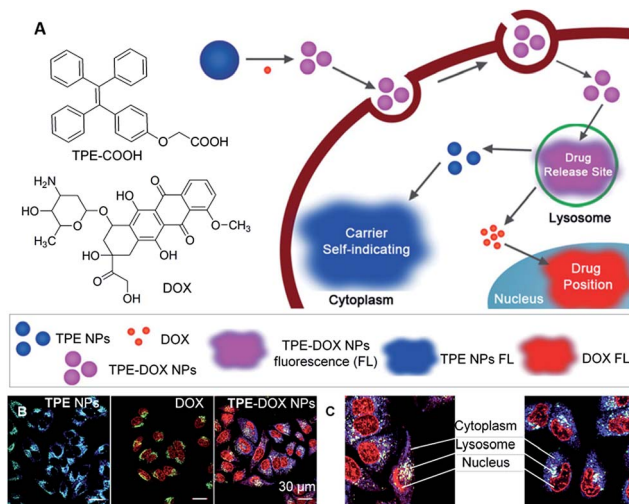 A
COOH
O
TPE-COOH
H₂N
HO
O
H₃C
O
O
OH
O
O
OH
O
OCH₃
HO
O
OH
DOX
Drug
Release Site
Lysosome
Carrier
Self-indicating
Cytoplasm
Drug
Position
Nucleus
TPE NPs
DOX
TPE-DOX NPs
TPE-DOX NPs
fluorescence (FL)
TPE NPs FL
DOX FL
B
TPE NPs
DOX
TPE-DOX NPs
30 μm
C
Cytoplasm
Lysosome
Nucleus